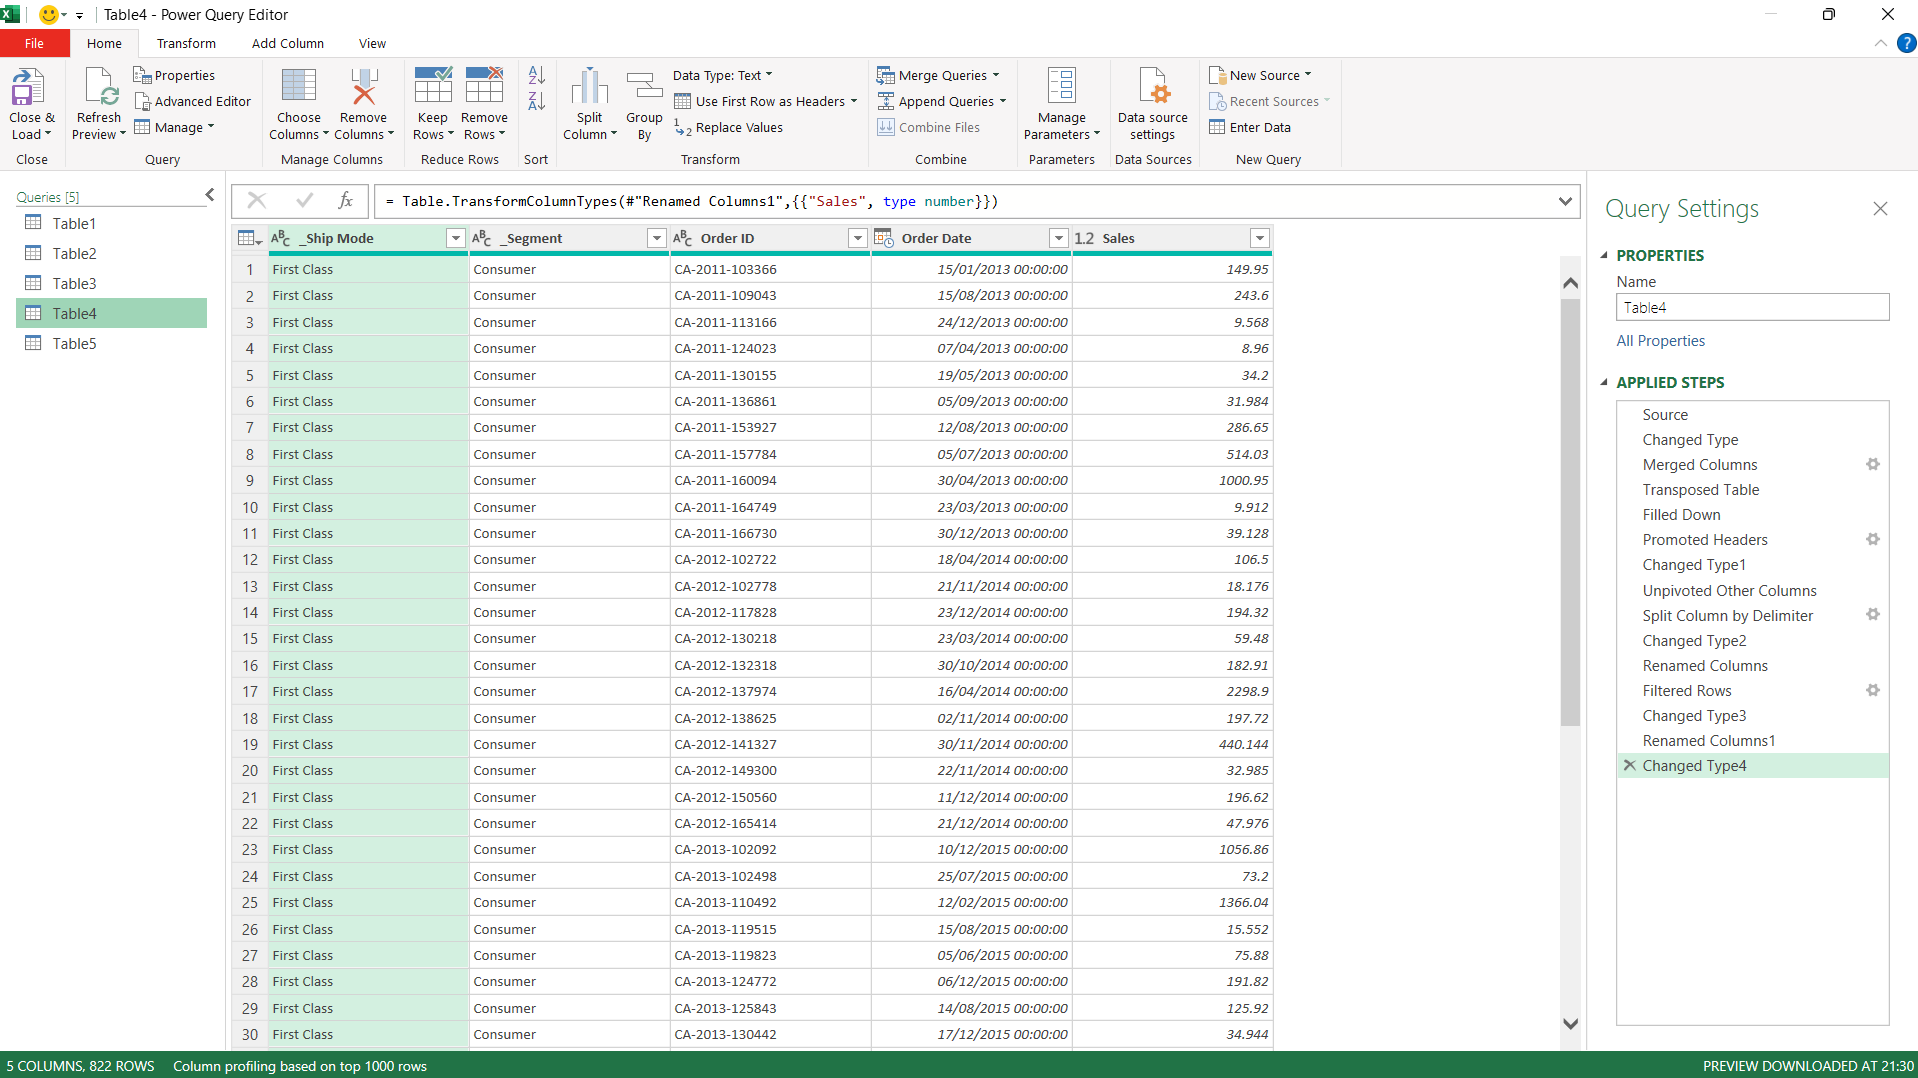 Table4 - Power Query Editor
File Home Transform Add Column View
Close & Load
Close
Refresh Preview
Properties
Advanced Editor
Manage
Query
Choose Columns
Remove Columns
Manage Columns
Keep Rows
Remove Rows
Reduce Rows
Sort
Split Column
Group By
Data Type: Text
Use First Row as Headers
Replace Values
Transform
Merge Queries
Append Queries
Combine Files
Combine
Manage Parameters
Parameters
Data source settings
Data Sources
New Source
Recent Sources
Enter Data
New Query
Queries [5]
Table1
Table2
Table3
Table4
Table5
fx
= Table.TransformColumnTypes(#"Renamed Columns1",{{"Sales", type number}})
ABC _Ship Mode ABC _Segment ABC Order ID Order Date 1.2 Sales
1 First Class Consumer CA-2011-103366 15/01/2013 00:00:00 149.95
2 First Class Consumer CA-2011-109043 15/08/2013 00:00:00 243.6
3 First Class Consumer CA-2011-113166 24/12/2013 00:00:00 9.568
4 First Class Consumer CA-2011-124023 07/04/2013 00:00:00 8.96
5 First Class Consumer CA-2011-130155 19/05/2013 00:00:00 34.2
6 First Class Consumer CA-2011-136861 05/09/2013 00:00:00 31.984
7 First Class Consumer CA-2011-153927 12/08/2013 00:00:00 286.65
8 First Class Consumer CA-2011-157784 05/07/2013 00:00:00 514.03
9 First Class Consumer CA-2011-160094 30/04/2013 00:00:00 1000.95
10 First Class Consumer CA-2011-164749 23/03/2013 00:00:00 9.912
11 First Class Consumer CA-2011-166730 30/12/2013 00:00:00 39.128
12 First Class Consumer CA-2012-102722 18/04/2014 00:00:00 106.5
13 First Class Consumer CA-2012-102778 21/11/2014 00:00:00 18.176
14 First Class Consumer CA-2012-117828 23/12/2014 00:00:00 194.32
15 First Class Consumer CA-2012-130218 23/03/2014 00:00:00 59.48
16 First Class Consumer CA-2012-132318 30/10/2014 00:00:00 182.91
17 First Class Consumer CA-2012-137974 16/04/2014 00:00:00 2298.9
18 First Class Consumer CA-2012-138625 02/11/2014 00:00:00 197.72
19 First Class Consumer CA-2012-141327 30/11/2014 00:00:00 440.144
20 First Class Consumer CA-2012-149300 22/11/2014 00:00:00 32.985
21 First Class Consumer CA-2012-150560 11/12/2014 00:00:00 196.62
22 First Class Consumer CA-2012-165414 21/12/2014 00:00:00 47.976
23 First Class Consumer CA-2013-102092 10/12/2015 00:00:00 1056.86
24 First Class Consumer CA-2013-102498 25/07/2015 00:00:00 73.2
25 First Class Consumer CA-2013-110492 12/02/2015 00:00:00 1366.04
26 First Class Consumer CA-2013-119515 15/08/2015 00:00:00 15.552
27 First Class Consumer CA-2013-119823 05/06/2015 00:00:00 75.88
28 First Class Consumer CA-2013-124772 06/12/2015 00:00:00 191.82
29 First Class Consumer CA-2013-125843 14/08/2015 00:00:00 125.92
30 First Class Consumer CA-2013-130442 17/12/2015 00:00:00 34.944
Query Settings
PROPERTIES
Name
Table4
All Properties
APPLIED STEPS
Source
Changed Type
Merged Columns
Transposed Table
Filled Down
Promoted Headers
Changed Type1
Unpivoted Other Columns
Split Column by Delimiter
Changed Type2
Renamed Columns
Filtered Rows
Changed Type3
Renamed Columns1
Changed Type4
5 COLUMNS, 822 ROWS Column profiling based on top 1000 rows PREVIEW DOWNLOADED AT 21:30